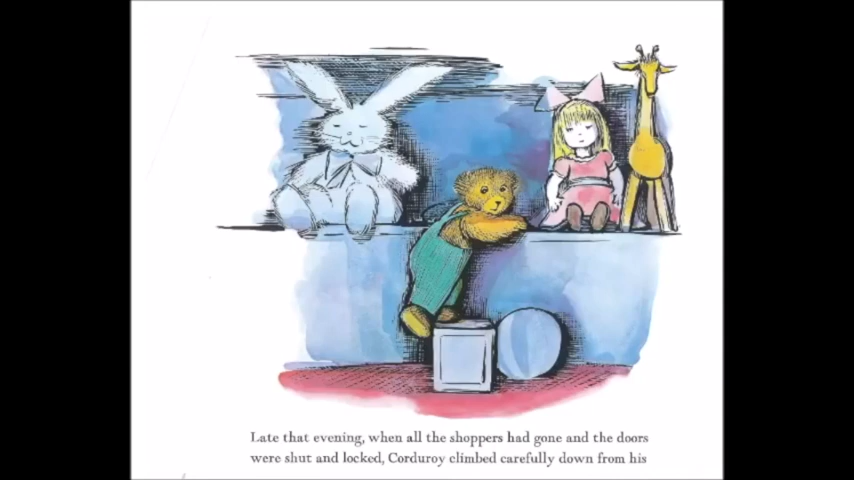 Late that evening, when all the shoppers had gone and the doors
were shut and locked, Corduroy climbed carefully down from his